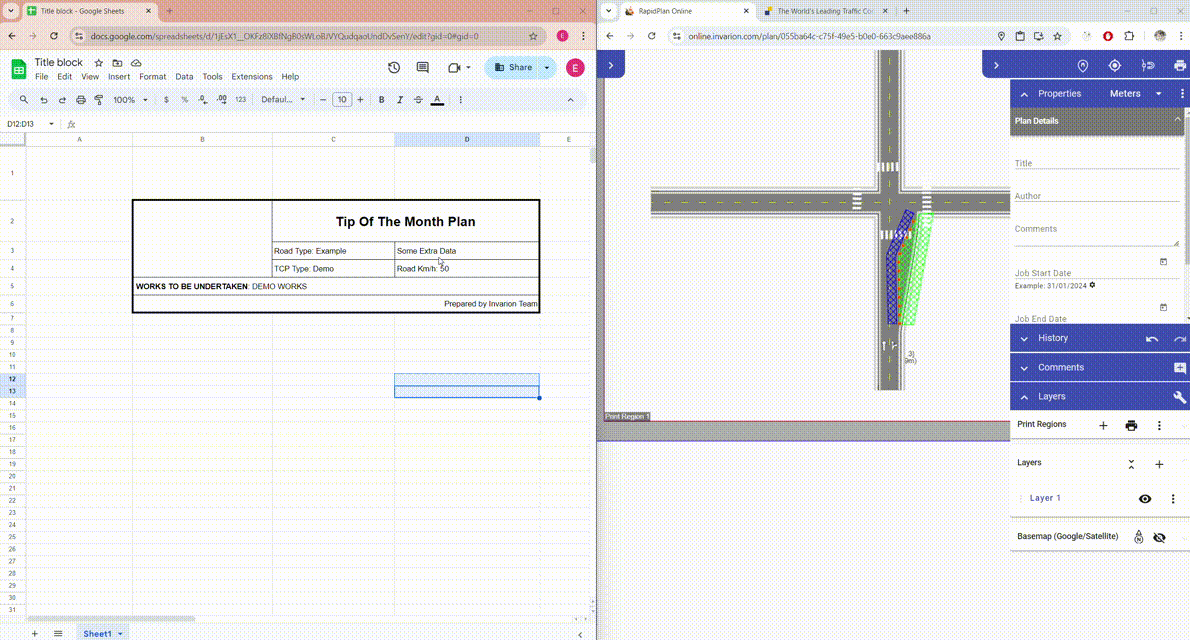 Title block - Google Sheets
docs.google.com/spreadsheets/d/1jEsX1__OKFz8IXBfNgB0sWLoBJVYQudqaoUndDvSenY/edit?gid=0#gid=0
Title block
File Edit View Insert Format Data Tools Extensions Help
Share
E
100% $ % .0 .00 123 Defaul... 10 B I A
D12:D13 fx
A B C D E
1
2
3
4
5
6
7
8
9
10
11
12
13
14
15
16
17
18
19
20
21
22
23
24
25
26
27
28
29
30
31
Tip Of The Month Plan
Road Type: Example Some Extra Data
TCP Type: Demo Road Km/h: 50
WORKS TO BE UNDERTAKEN: DEMO WORKS
Prepared by Invarion Team
Sheet1
RapidPlan Online
The World's Leading Traffic Co
online.invarion.com/plan/055ba64c-c75f-49e5-b0e0-663c9aee886a
Print Region 1
Properties Meters
Plan Details
Title
Author
Comments
Job Start Date
Example: 31/01/2024
Job End Date
History
Comments
Layers
Print Regions
Layers
Layer 1
Basemap (Google/Satellite)